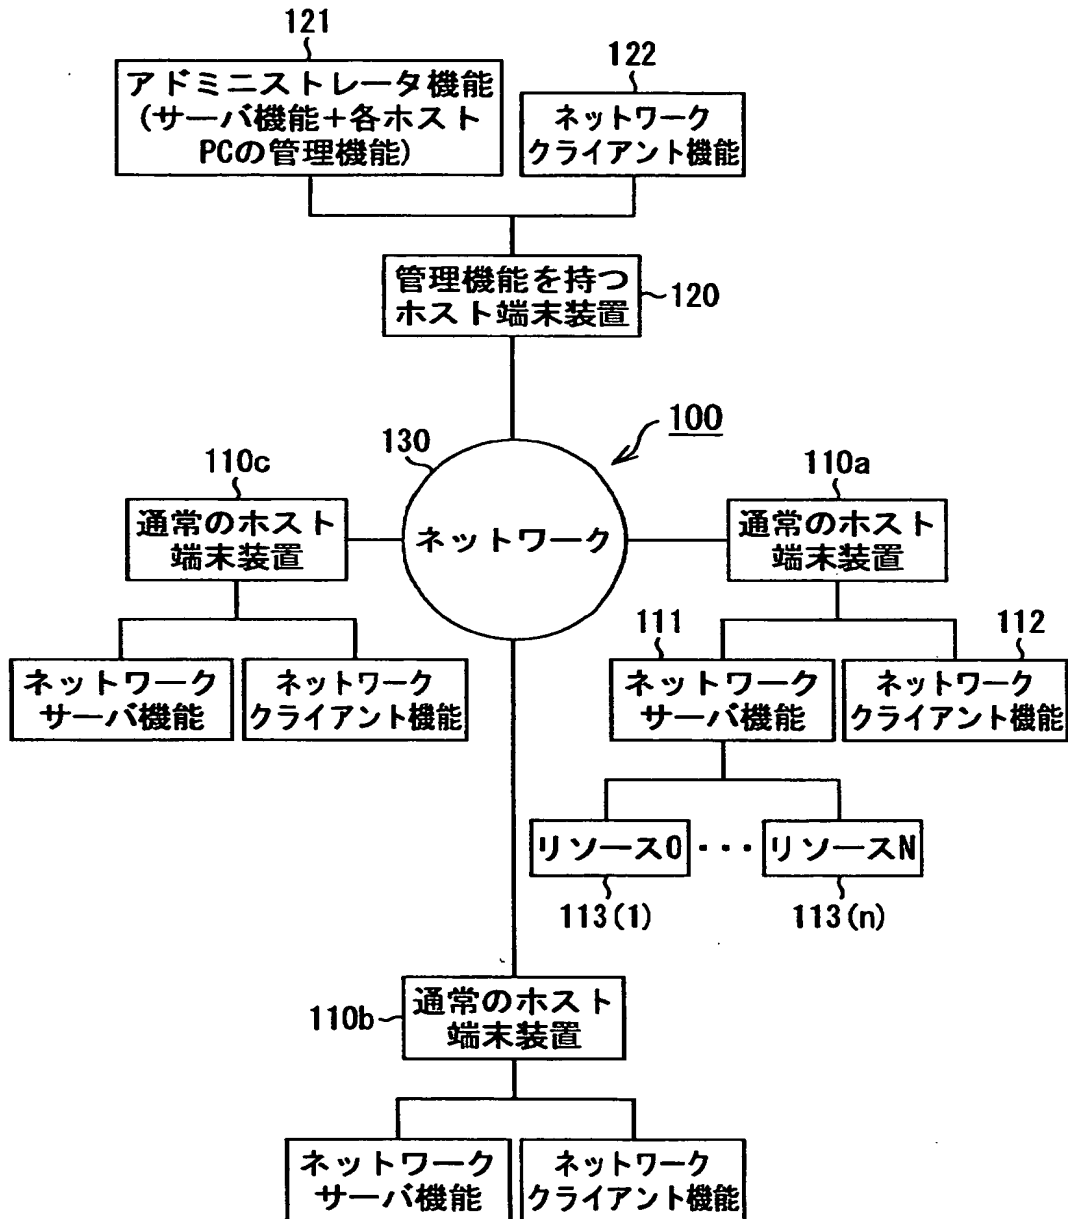 121
アドミニストレータ機能
(サーバ機能+各ホスト
PCの管理機能)
122
ネットワーク
クライアント機能
管理機能を持つ
ホスト端末装置
120
100
130
ネットワーク
110c
通常のホスト
端末装置
110a
通常のホスト
端末装置
ネットワーク
サーバ機能
ネットワーク
クライアント機能
111
ネットワーク
サーバ機能
112
ネットワーク
クライアント機能
リソース0
・・・
リソースN
113(1)
113(n)
110b
通常のホスト
端末装置
ネットワーク
サーバ機能
ネットワーク
クライアント機能